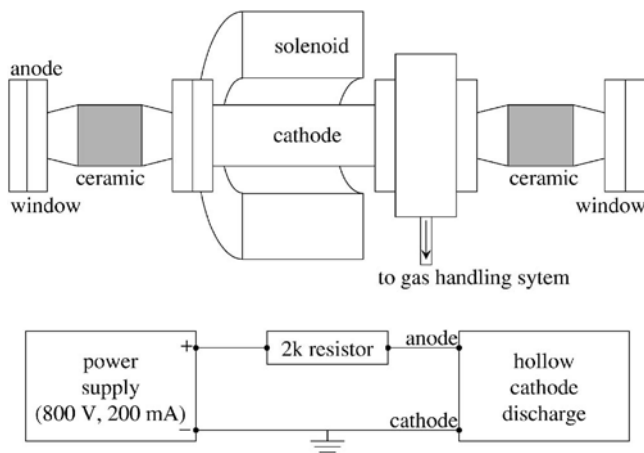 solenoid
anode
cathode
ceramic
ceramic
window
window
to gas handling sytem
+
2k resistor
anode
power
supply
(800 V, 200 mA)
hollow
cathode
discharge
–
cathode